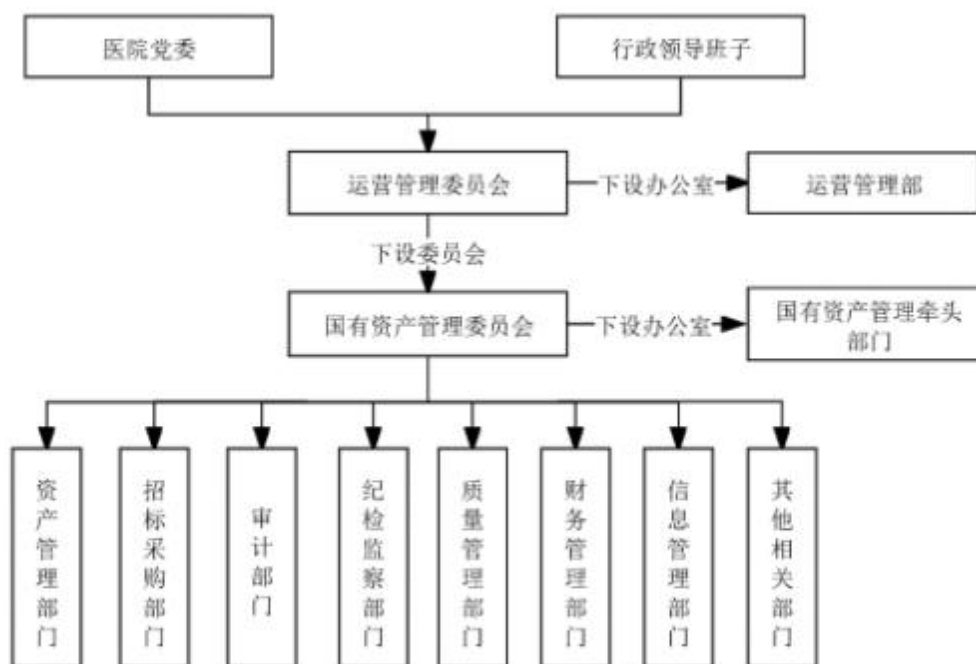 医院党委
行政领导班子
运营管理委员会
下设办公室
运营管理部
下设委员会
国有资产管理委员会
下设办公室
国有资产管理牵头
部门
资产管理部门
招标采购部门
审计部门
纪检监察部门
质量管理部门
财务管理部门
信息管理部门
其他相关部门